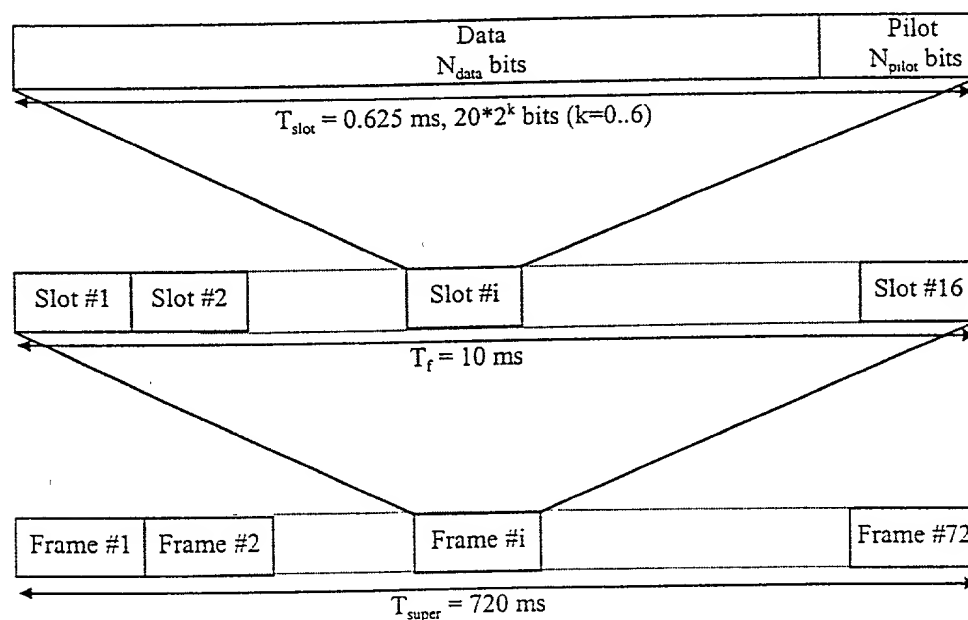 Data
N_data bits
Pilot
N_pilot bits
T_slot = 0.625 ms, 20*2^k bits (k=0..6)
Slot #1 Slot #2 Slot #i Slot #16
T_f = 10 ms
Frame #1 Frame #2 Frame #i Frame #72
T_super = 720 ms